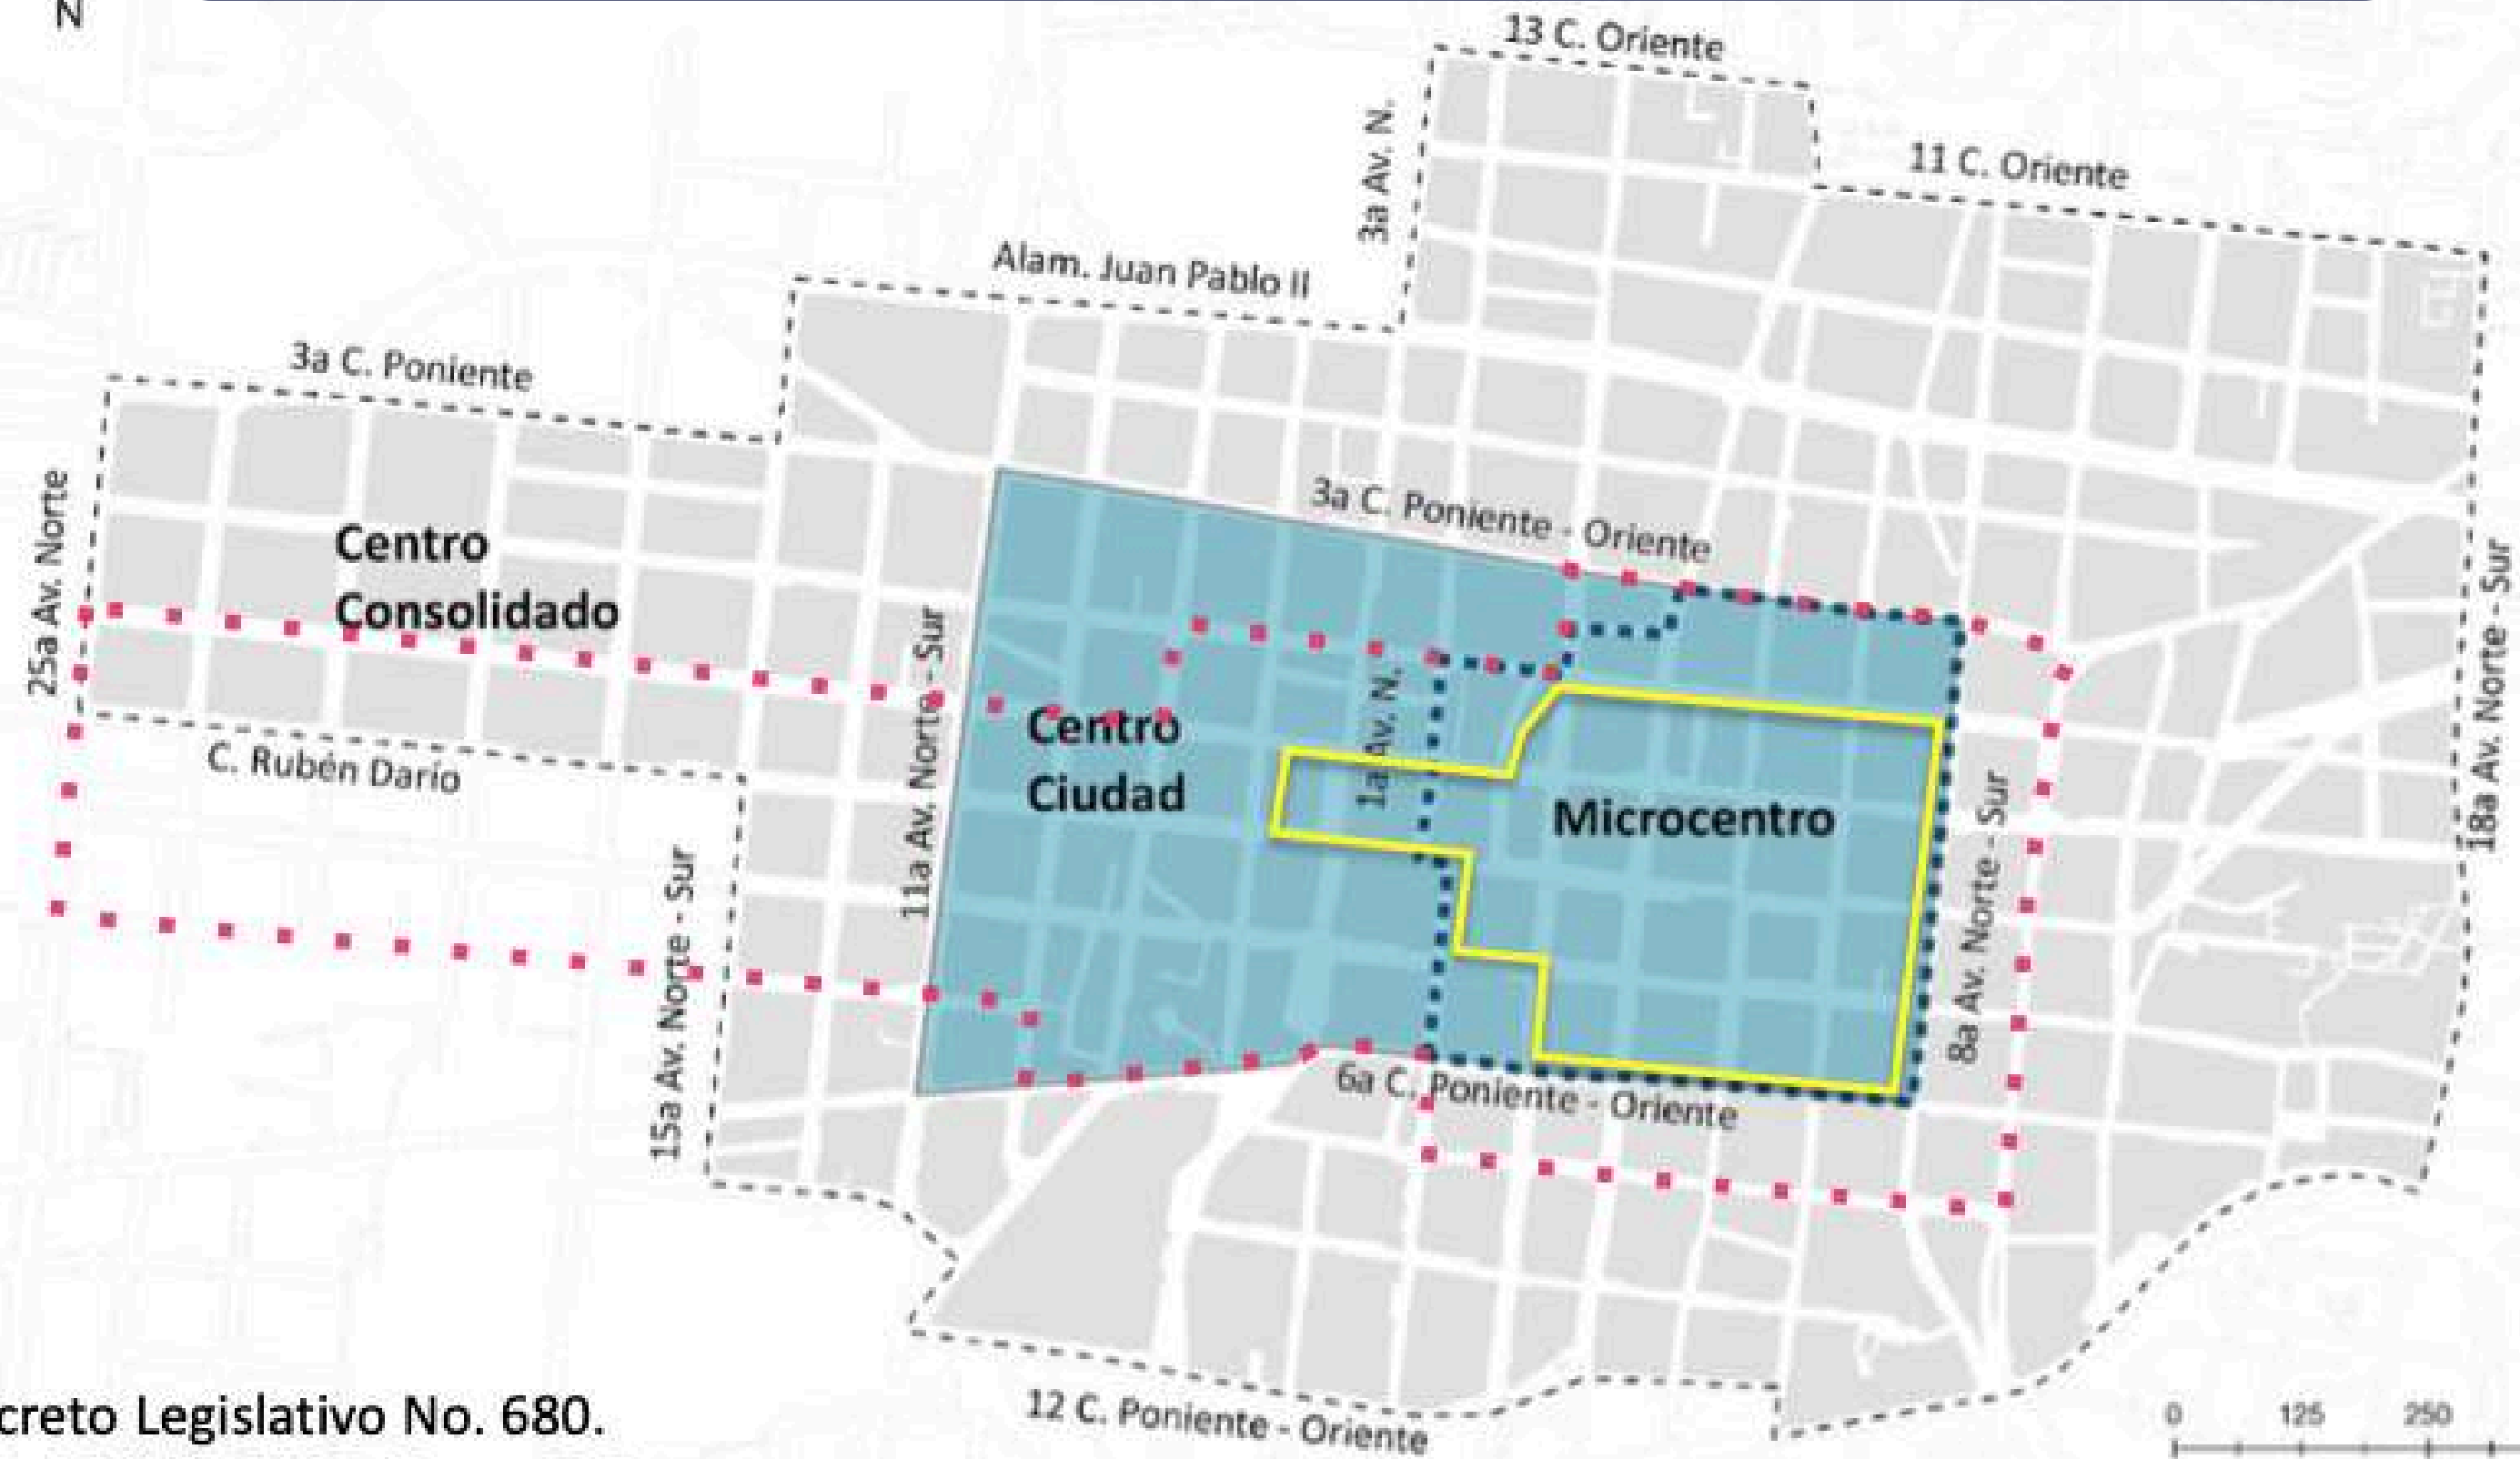 N
13 C. Oriente
3a Av. N.
11 C. Oriente
Alam. Juan Pablo II
3a C. Poniente
3a C. Poniente - Oriente
25a Av. Norte
Centro
Consolidado
18a Av. Norte - Sur
11a Av. Norte - Sur
1a Av. N.
Centro
Ciudad
Microcentro
C. Rubén Darío
8a Av. Norte - Sur
15a Av. Norte - Sur
6a C. Poniente - Oriente
12 C. Poniente - Oriente
creto Legislativo No. 680.
0 125 250